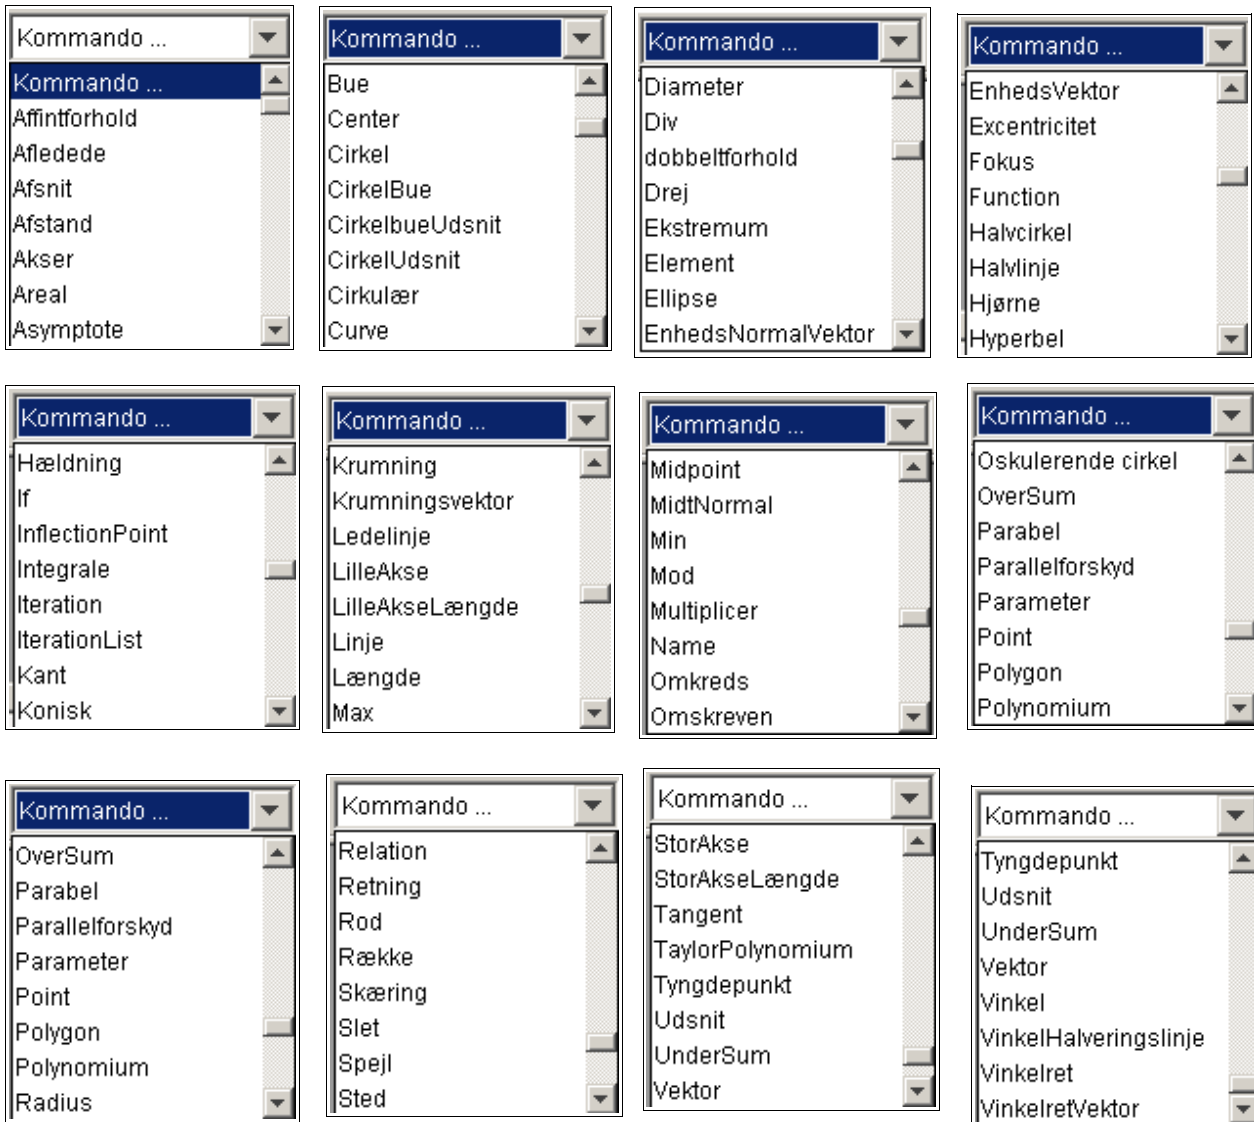 Kommando ...
Kommando ...
Affintforhold
Afledede
Afsnit
Afstand
Akser
Areal
Asymptote
Kommando ...
Bue
Center
Cirkel
CirkelBue
CirkelbueUdsnit
CirkelUdsnit
Cirkulær
Curve
Kommando ...
Diameter
Div
dobbeltforhold
Drej
Ekstremum
Element
Ellipse
EnhedsNormalVektor
Kommando ...
EnhedsVektor
Excentricitet
Fokus
Function
Halvcirkel
Halvlinje
Hjørne
Hyperbel
Kommando ...
Hældning
If
InflectionPoint
Integrale
Iteration
IterationList
Kant
Konisk
Kommando ...
Krumning
Krumningsvektor
Ledelinje
LilleAkse
LilleAkseLængde
Linje
Længde
Max
Kommando ...
Midpoint
MidtNormal
Min
Mod
Multiplicer
Name
Omkreds
Omskreven
Kommando ...
Oskulerende cirkel
OverSum
Parabel
Parallelforskyd
Parameter
Point
Polygon
Polynomium
Kommando ...
OverSum
Parabel
Parallelforskyd
Parameter
Point
Polygon
Polynomium
Radius
Kommando ...
Relation
Retning
Rod
Række
Skæring
Slet
Spejl
Sted
Kommando ...
StorAkse
StorAkseLængde
Tangent
TaylorPolynomium
Tyngdepunkt
Udsnit
UnderSum
Vektor
Kommando ...
Tyngdepunkt
Udsnit
UnderSum
Vektor
Vinkel
VinkelHalveringslinje
Vinkelret
VinkelretVektor